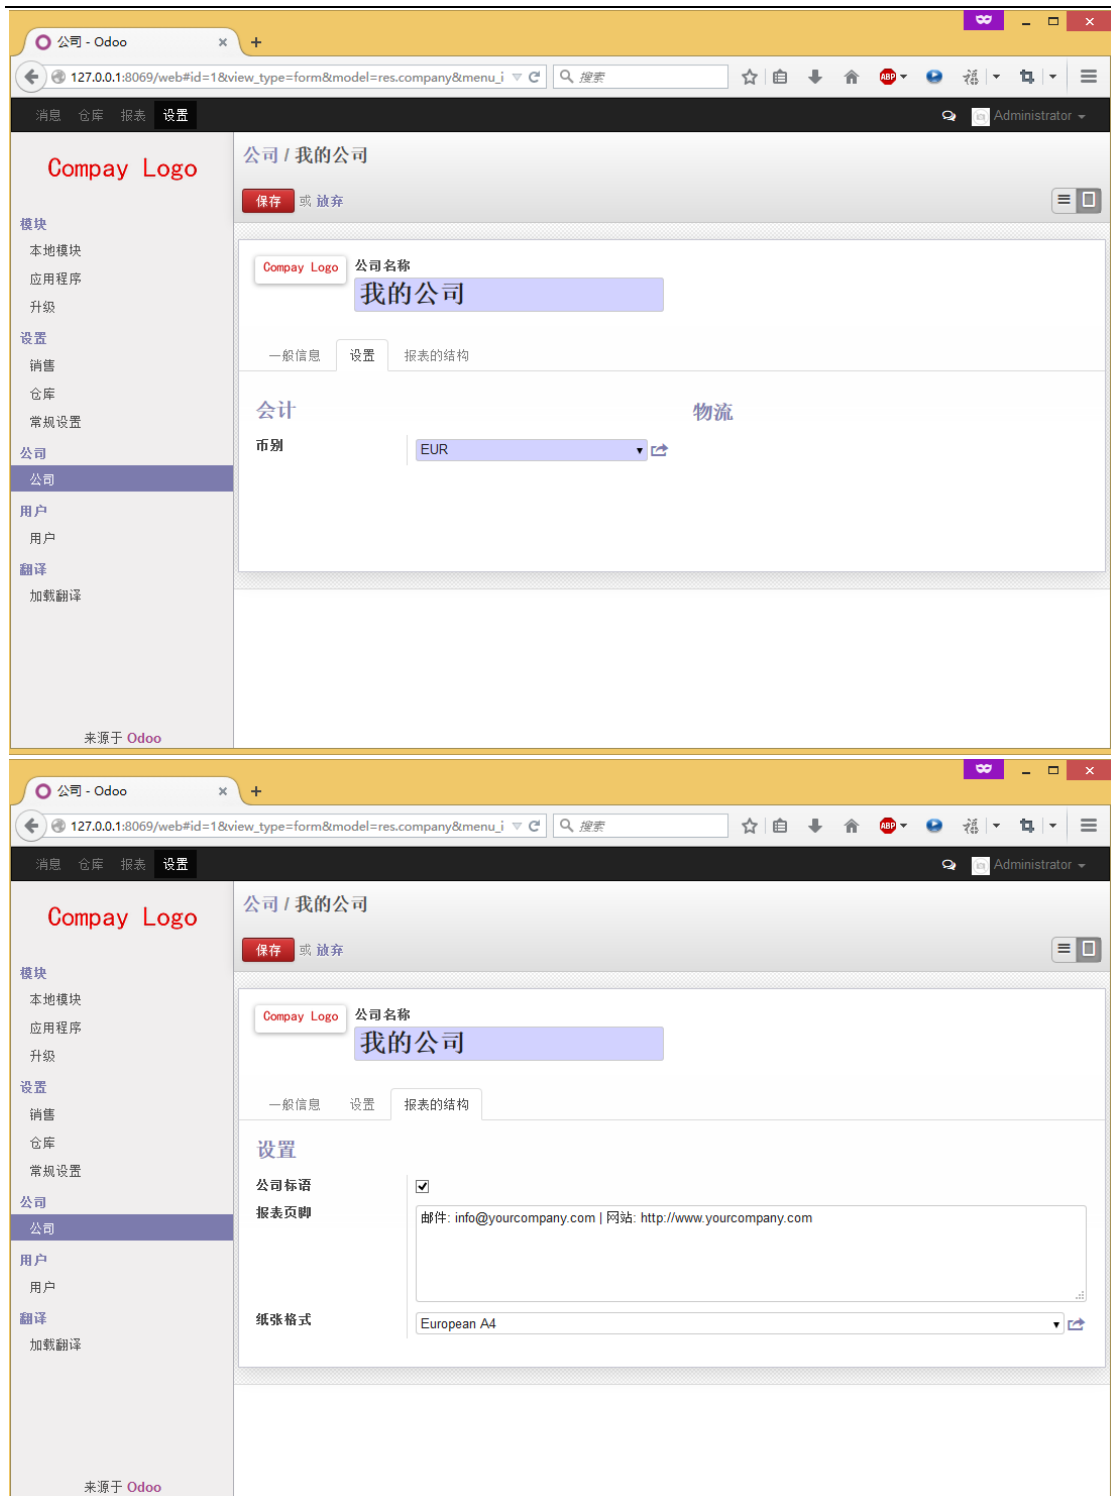 公司 - Odoo
127.0.0.1:8069/web#id=1&view_type=form&model=res.company&menu_i
搜索
ABP
消息 仓库 报表 设置
Administrator
Compay Logo
公司 / 我的公司
保存 或 放弃
模块
本地模块
应用程序
升级
设置
销售
仓库
常规设置
公司
公司
用户
用户
翻译
加载翻译
来源于 Odoo
Compay Logo
公司名称
我的公司
一般信息 设置 报表的结构
会计
物流
币别
EUR
公司 - Odoo
127.0.0.1:8069/web#id=1&view_type=form&model=res.company&menu_i
搜索
ABP
消息 仓库 报表 设置
Administrator
Compay Logo
公司 / 我的公司
保存 或 放弃
模块
本地模块
应用程序
升级
设置
销售
仓库
常规设置
公司
公司
用户
用户
翻译
加载翻译
来源于 Odoo
Compay Logo
公司名称
我的公司
一般信息 设置 报表的结构
设置
公司标语
报表页脚
邮件: info@yourcompany.com | 网站: http://www.yourcompany.com
纸张格式
European A4